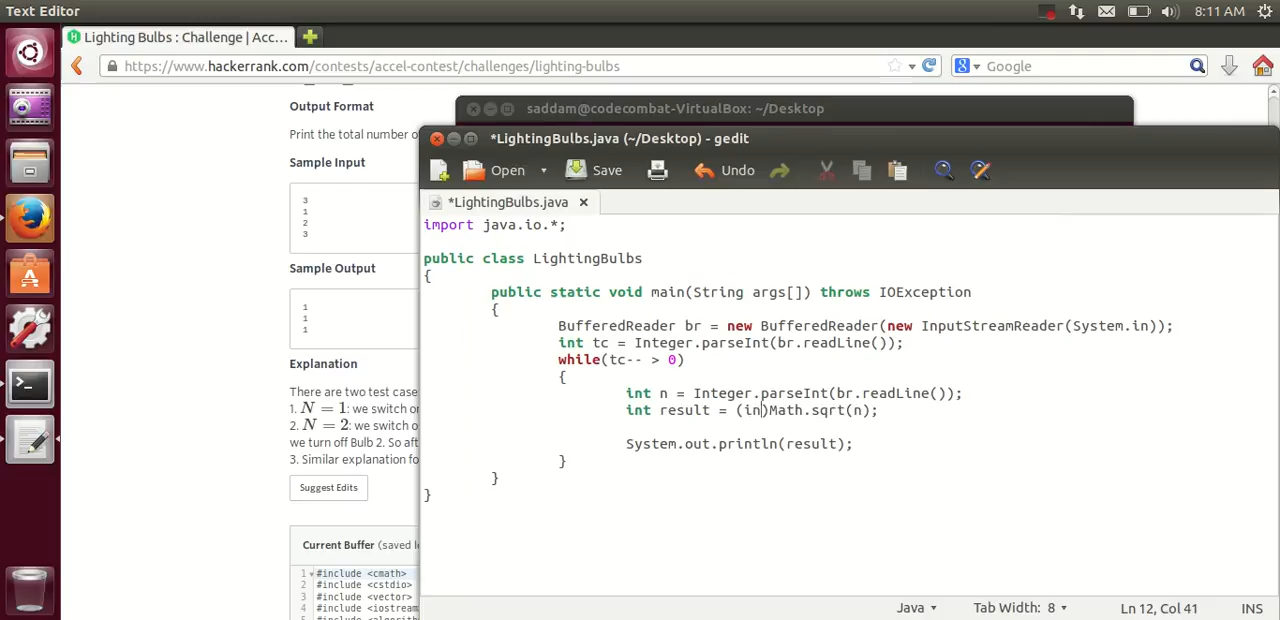 Text Editor
8:11 AM
Lighting Bulbs : Challenge | Acc...
https://www.hackerrank.com/contests/accel-contest/challenges/lighting-bulbs
Google
Output Format
Print the total number o
Sample Input
3
1
2
3
Sample Output
1
1
1
Explanation
There are two test case
1. N = 1: we switch or
2. N = 2: we switch o
we turn off Bulb 2. So aft
3. Similar explanation fo
Suggest Edits
Current Buffer (saved l
1 #include <cmath>
2 #include <cstdio>
3 #include <vector>
4 #include <iostream
saddam@codecombat-VirtualBox: ~/Desktop
*LightingBulbs.java (~/Desktop) - gedit
Open Save Undo
*LightingBulbs.java
import java.io.*;
public class LightingBulbs
{
public static void main(String args[]) throws IOException
{
BufferedReader br = new BufferedReader(new InputStreamReader(System.in));
int tc = Integer.parseInt(br.readLine());
while(tc-- > 0)
{
int n = Integer.parseInt(br.readLine());
int result = (in)Math.sqrt(n);
System.out.println(result);
}
}
}
Java Tab Width: 8 Ln 12, Col 41 INS